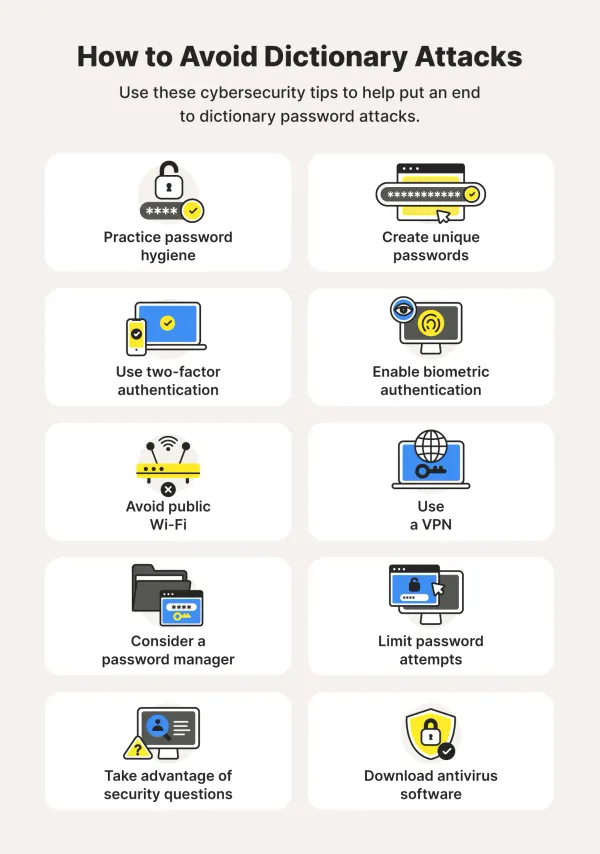 How to Avoid Dictionary Attacks
Use these cybersecurity tips to help put an end
to dictionary password attacks.
****
Practice password
hygiene
***********
Create unique
passwords
Use two-factor
authentication
Enable biometric
authentication
Avoid public
Wi-Fi
Use
a VPN
****
Consider a
password manager
****
Limit password
attempts
?
Take advantage of
security questions
Download antivirus
software